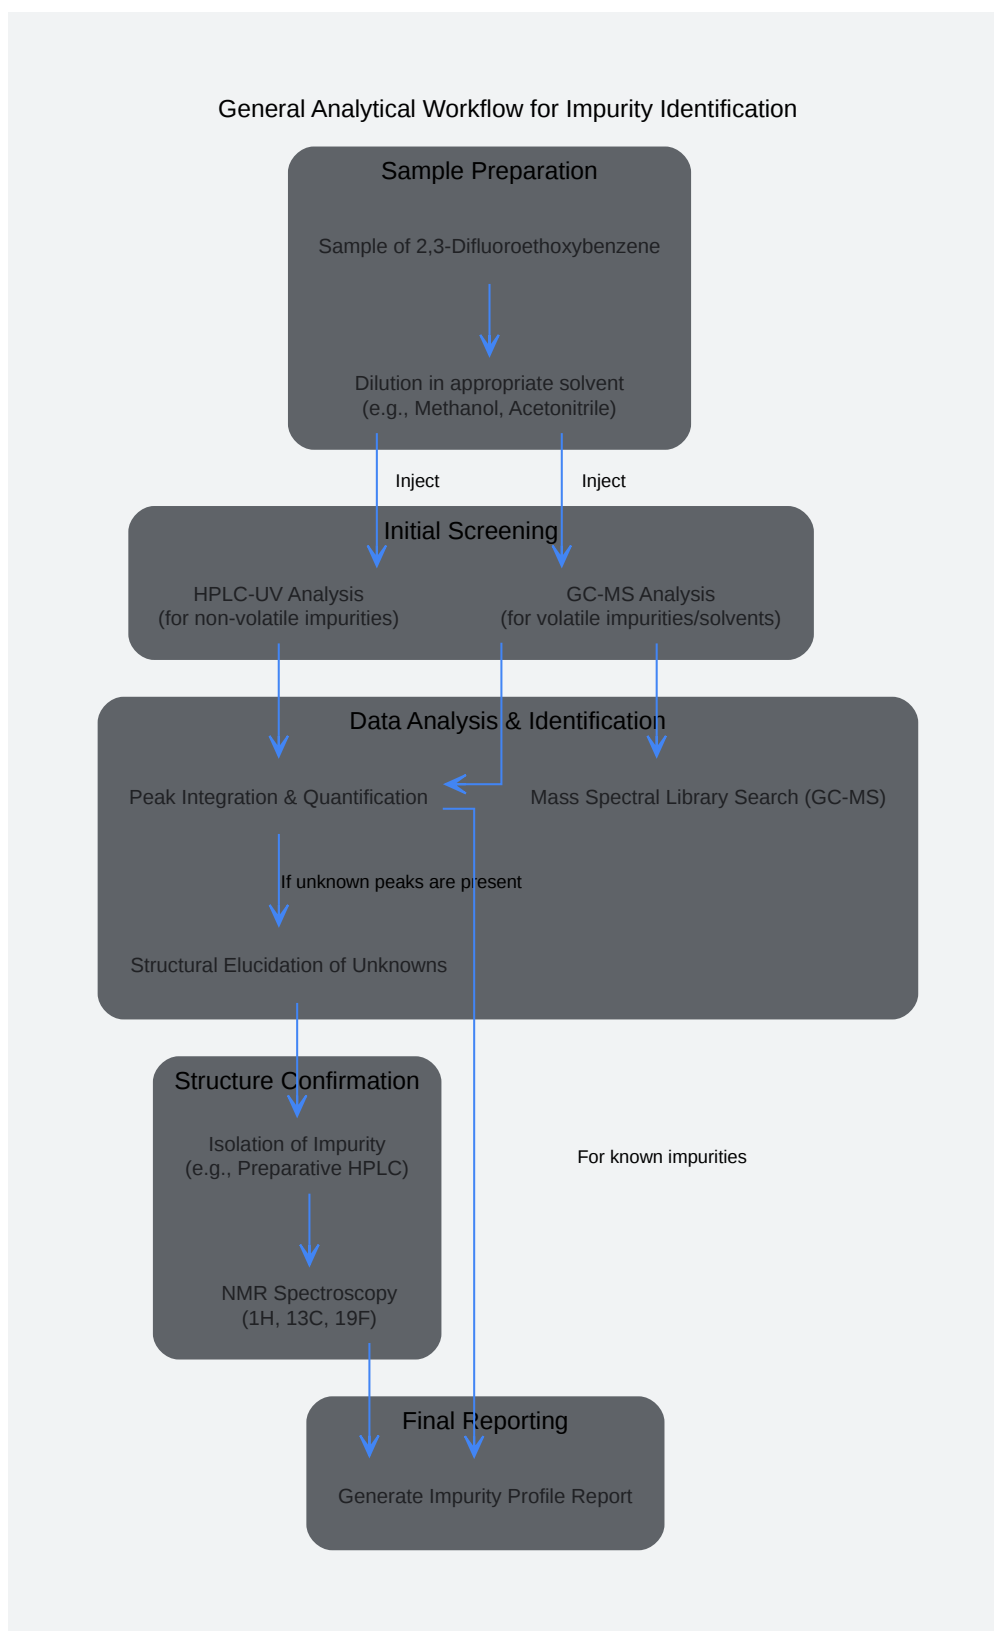 General Analytical Workflow for Impurity Identification
Sample Preparation
Sample of 2,3-Difluoroethoxybenzene
Dilution in appropriate solvent
(e.g., Methanol, Acetonitrile)
Inject
Inject
Initial Screening
HPLC-UV Analysis
(for non-volatile impurities)
GC-MS Analysis
(for volatile impurities/solvents)
Data Analysis & Identification
Peak Integration & Quantification
Mass Spectral Library Search (GC-MS)
If unknown peaks are present
Structural Elucidation of Unknowns
Structure Confirmation
Isolation of Impurity
(e.g., Preparative HPLC)
For known impurities
NMR Spectroscopy
(1H, 13C, 19F)
Final Reporting
Generate Impurity Profile Report